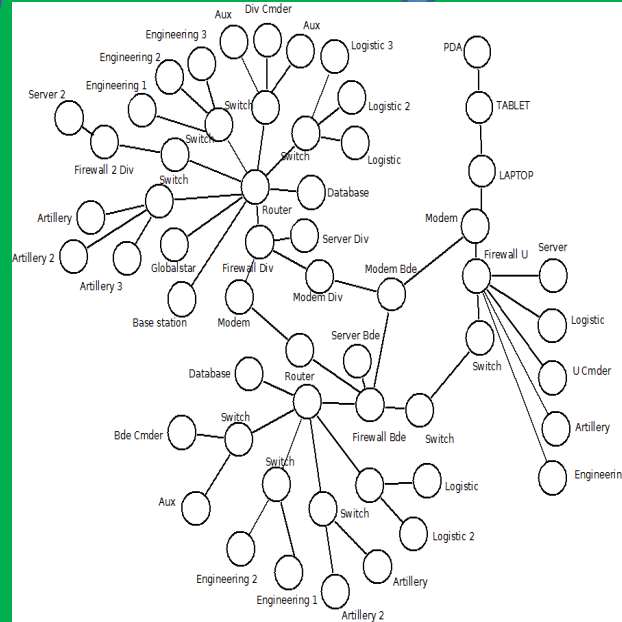 Div Cmder
Aux
Aux
Engineering 3
Logistic 3
PDA
Engineering 2
Engineering 1
Server 2
Switch
Logistic 2
TABLET
Switch
Switch
Logistic
Firewall 2 Div
Switch
LAPTOP
Database
Router
Artillery
Modem
Server Div
Firewall U
Server
Artillery 2
Globalstar
Firewall Div
Modem Bde
Artillery 3
Modem Div
Base station
Modem
Logistic
Server Bde
Switch
Database
Router
U Cmder
Switch
Bde Cmder
Firewall Bde
Switch
Artillery
Switch
Engineerin
Logistic
Aux
Switch
Logistic 2
Engineering 2
Artillery
Engineering 1
Artillery 2